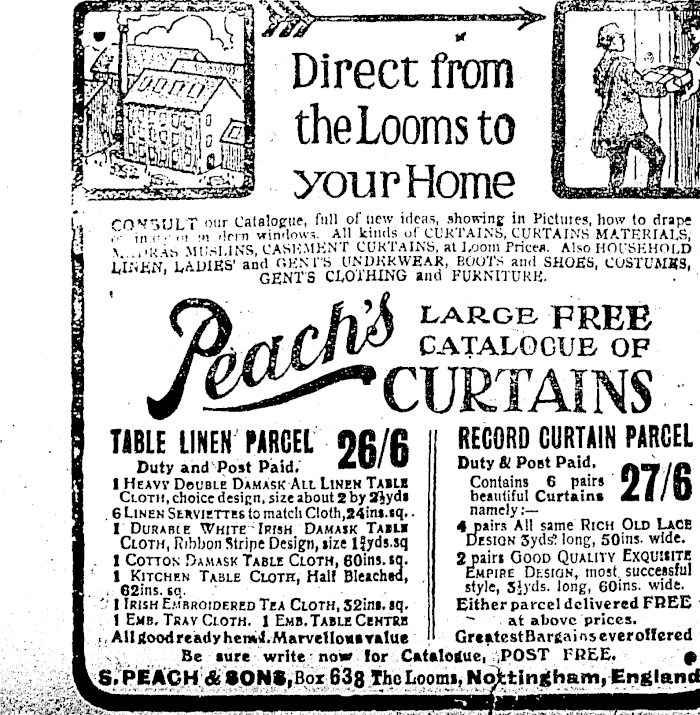 Direct from
the Looms to
your Home
CONSULT our Catalogue, full of new ideas, showing in Pictures, how to drape
windows. All kinds of CURTAINS, CURTAINS MATERIALS,
MUSLINS, CASEMENT CURTAINS, at Loom Prices. Also HOUSEHOLD
LINEN, LADIES' and GENT'S UNDERWEAR, BOOTS and SHOES, COSTUMES,
GENT'S CLOTHING and FURNITURE.
Peach's
LARGE FREE
CATALOGUE OF
CURTAINS
TABLE LINEN PARCEL
26/6
Duty and Post Paid.
1 HEAVY DOUBLE DAMASK ALL LINEN TABLE
CLOTH, choice design, size about 2 by 2½yds
6 LINEN SERVIETTES to match Cloth, 24ins.sq.
1 DURABLE WHITE IRISH DAMASK TABLE
CLOTH, Ribbon Stripe Design, size yds.sq
1 COTTON DAMASK TABLE CLOTH, 60ins.sq.
1 KITCHEN TABLE CLOTH, Half Bleached,
62ins. sq.
1 IRISH EMBROIDERED TEA CLOTH, 32ins. sq.
1 EMB. TRAY CLOTH. 1 EMB. TABLE CENTRE
All good ready hem'd. Marvellous value
RECORD CURTAIN PARCEL
Duty & Post Paid.
27/6
Contains 6 pairs
beautiful Curtains
namely:—
4 pairs All same RICH OLD LACE
DESIGN 3yds. long, 50ins. wide.
2 pairs GOOD QUALITY EXQUISITE
EMPIRE DESIGN, most successful
style, 3½yds. long, 60ins. wide.
Either parcel delivered FREE
at above prices.
Greatest Bargains ever offered
Be sure write now for Catalogue, POST FREE.
S. PEACH & SONS, Box 638 The Looms, Nottingham, England